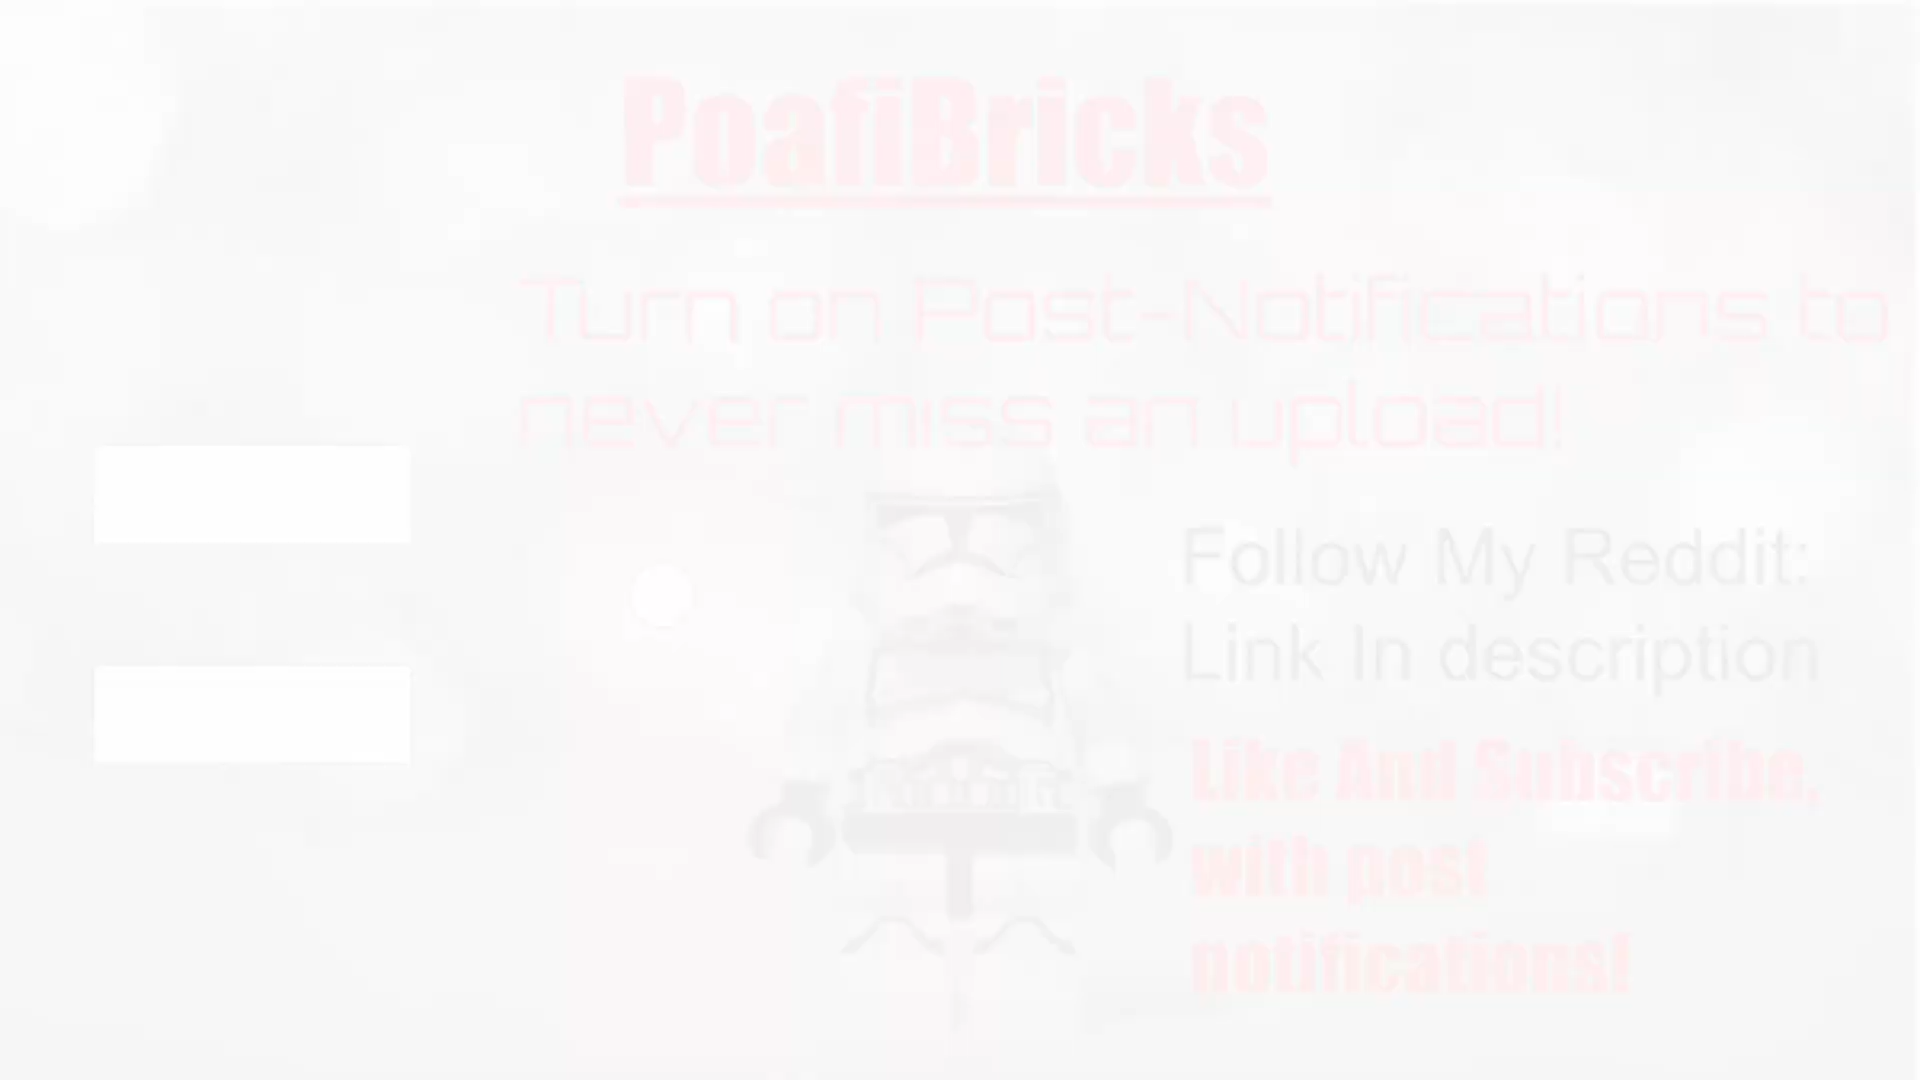 PoafiBricks
Turn on Post-Notifications to
never miss an upload!
Follow My Reddit:
Link In description
Like And Subscribe,
with post
notifications!